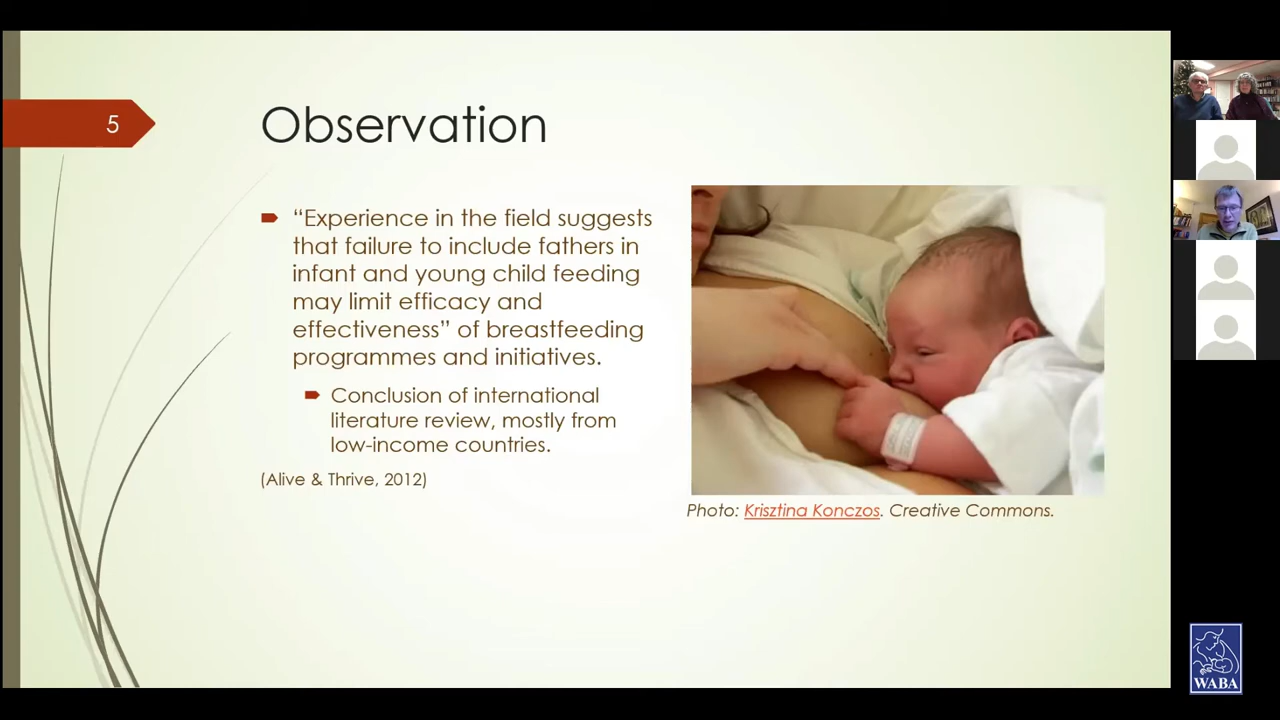 5
Observation
“Experience in the field suggests
that failure to include fathers in
infant and young child feeding
may limit efficacy and
effectiveness” of breastfeeding
programmes and initiatives.
Conclusion of international
literature review, mostly from
low-income countries.
(Alive & Thrive, 2012)
Photo: Krisztina Konczos. Creative Commons.
WABA